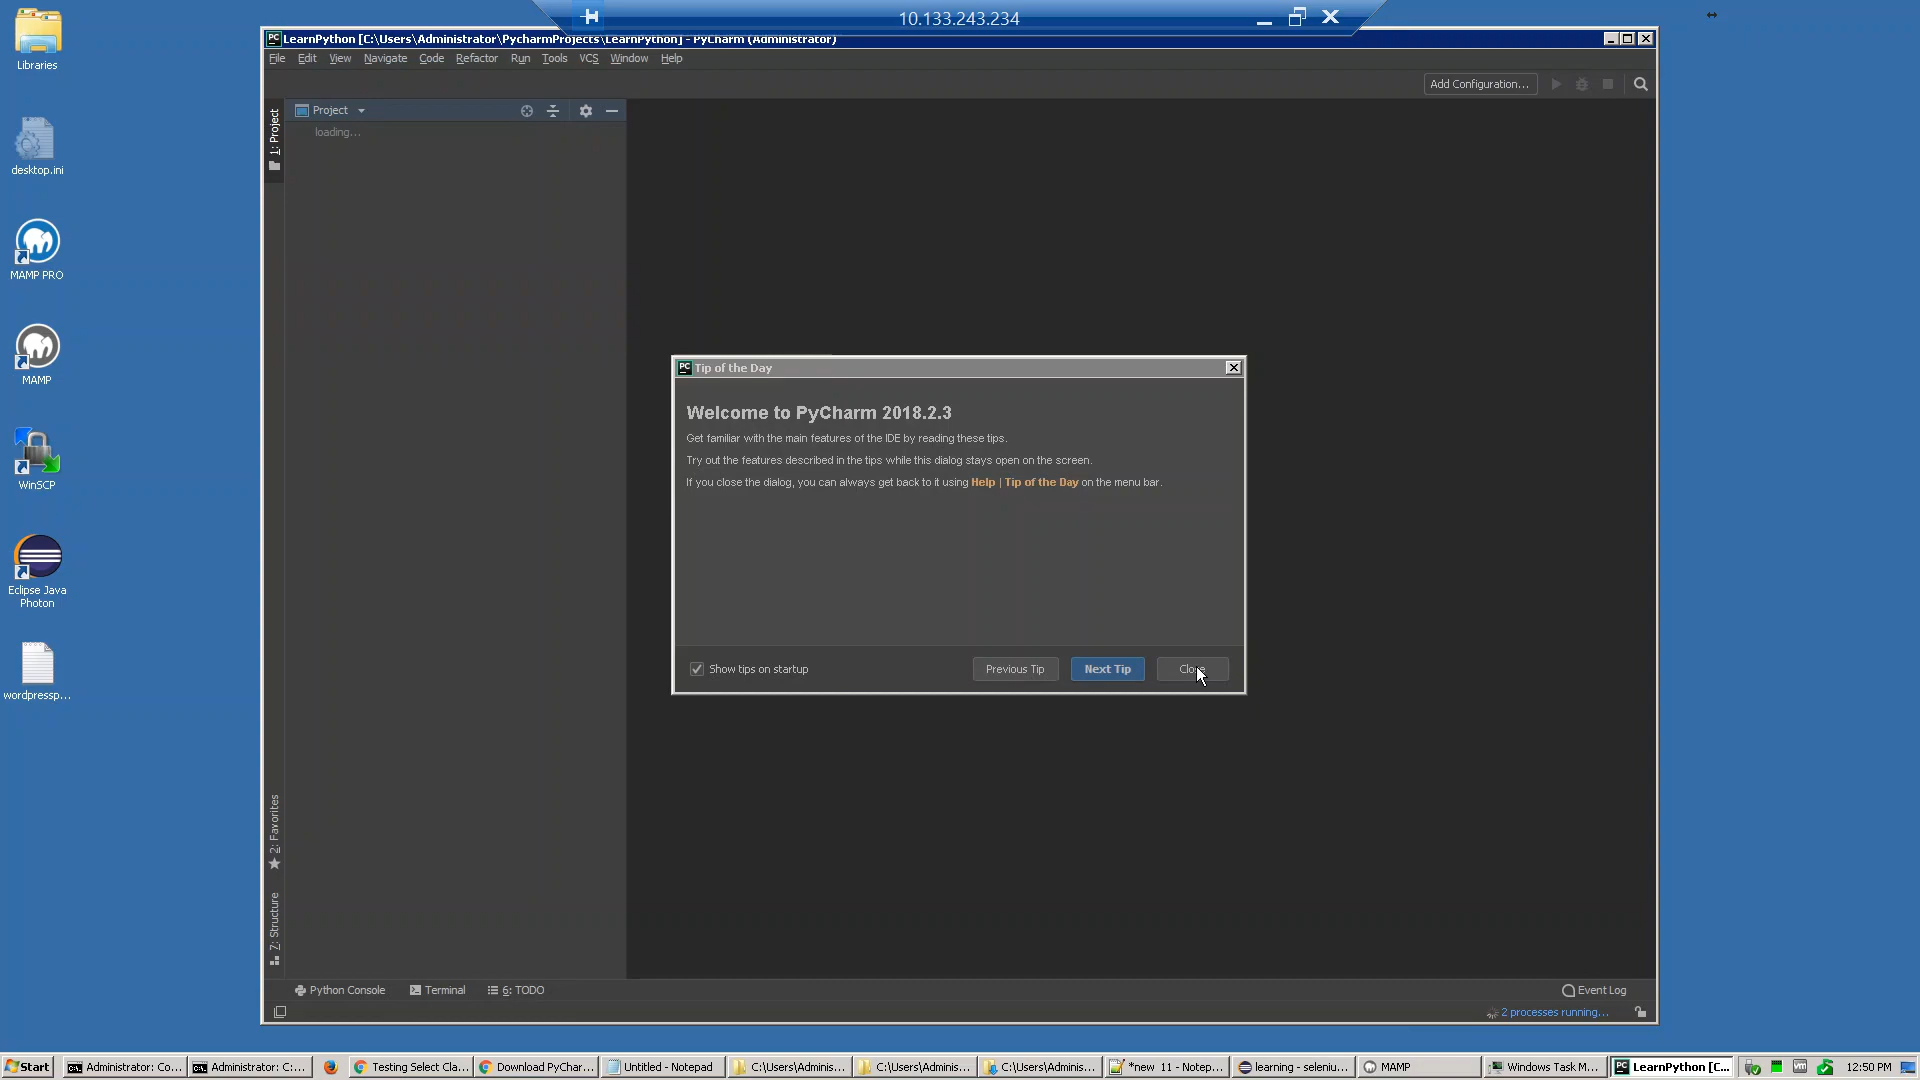 10.133.243.234
LearnPython [C:\Users\Administrator\PycharmProjects\LearnPython] - PyCharm (Administrator)
File Edit View Navigate Code Refactor Run Tools VCS Window Help
Add Configuration...
1: Project
Project
loading...
Libraries
desktop.ini
MAMP PRO
MAMP
WinSCP
Eclipse Java
Photon
wordpressp...
Tip of the Day
Welcome to PyCharm 2018.2.3
Get familiar with the main features of the IDE by reading these tips.
Try out the features described in the tips while this dialog stays open on the screen.
If you close the dialog, you can always get back to it using Help | Tip of the Day on the menu bar.
Show tips on startup
Previous Tip
Next Tip
Close
2: Favorites
7: Structure
Python Console
Terminal
6: TODO
Event Log
2 processes running...
Start
Administrator: Co...
Administrator: C:...
Testing Select Cla...
Download PyChar...
Untitled - Notepad
C:\Users\Adminis...
C:\Users\Adminis...
C:\Users\Adminis...
*new 11 - Notep...
learning - seleniu...
MAMP
Windows Task M...
LearnPython [C...
12:50 PM